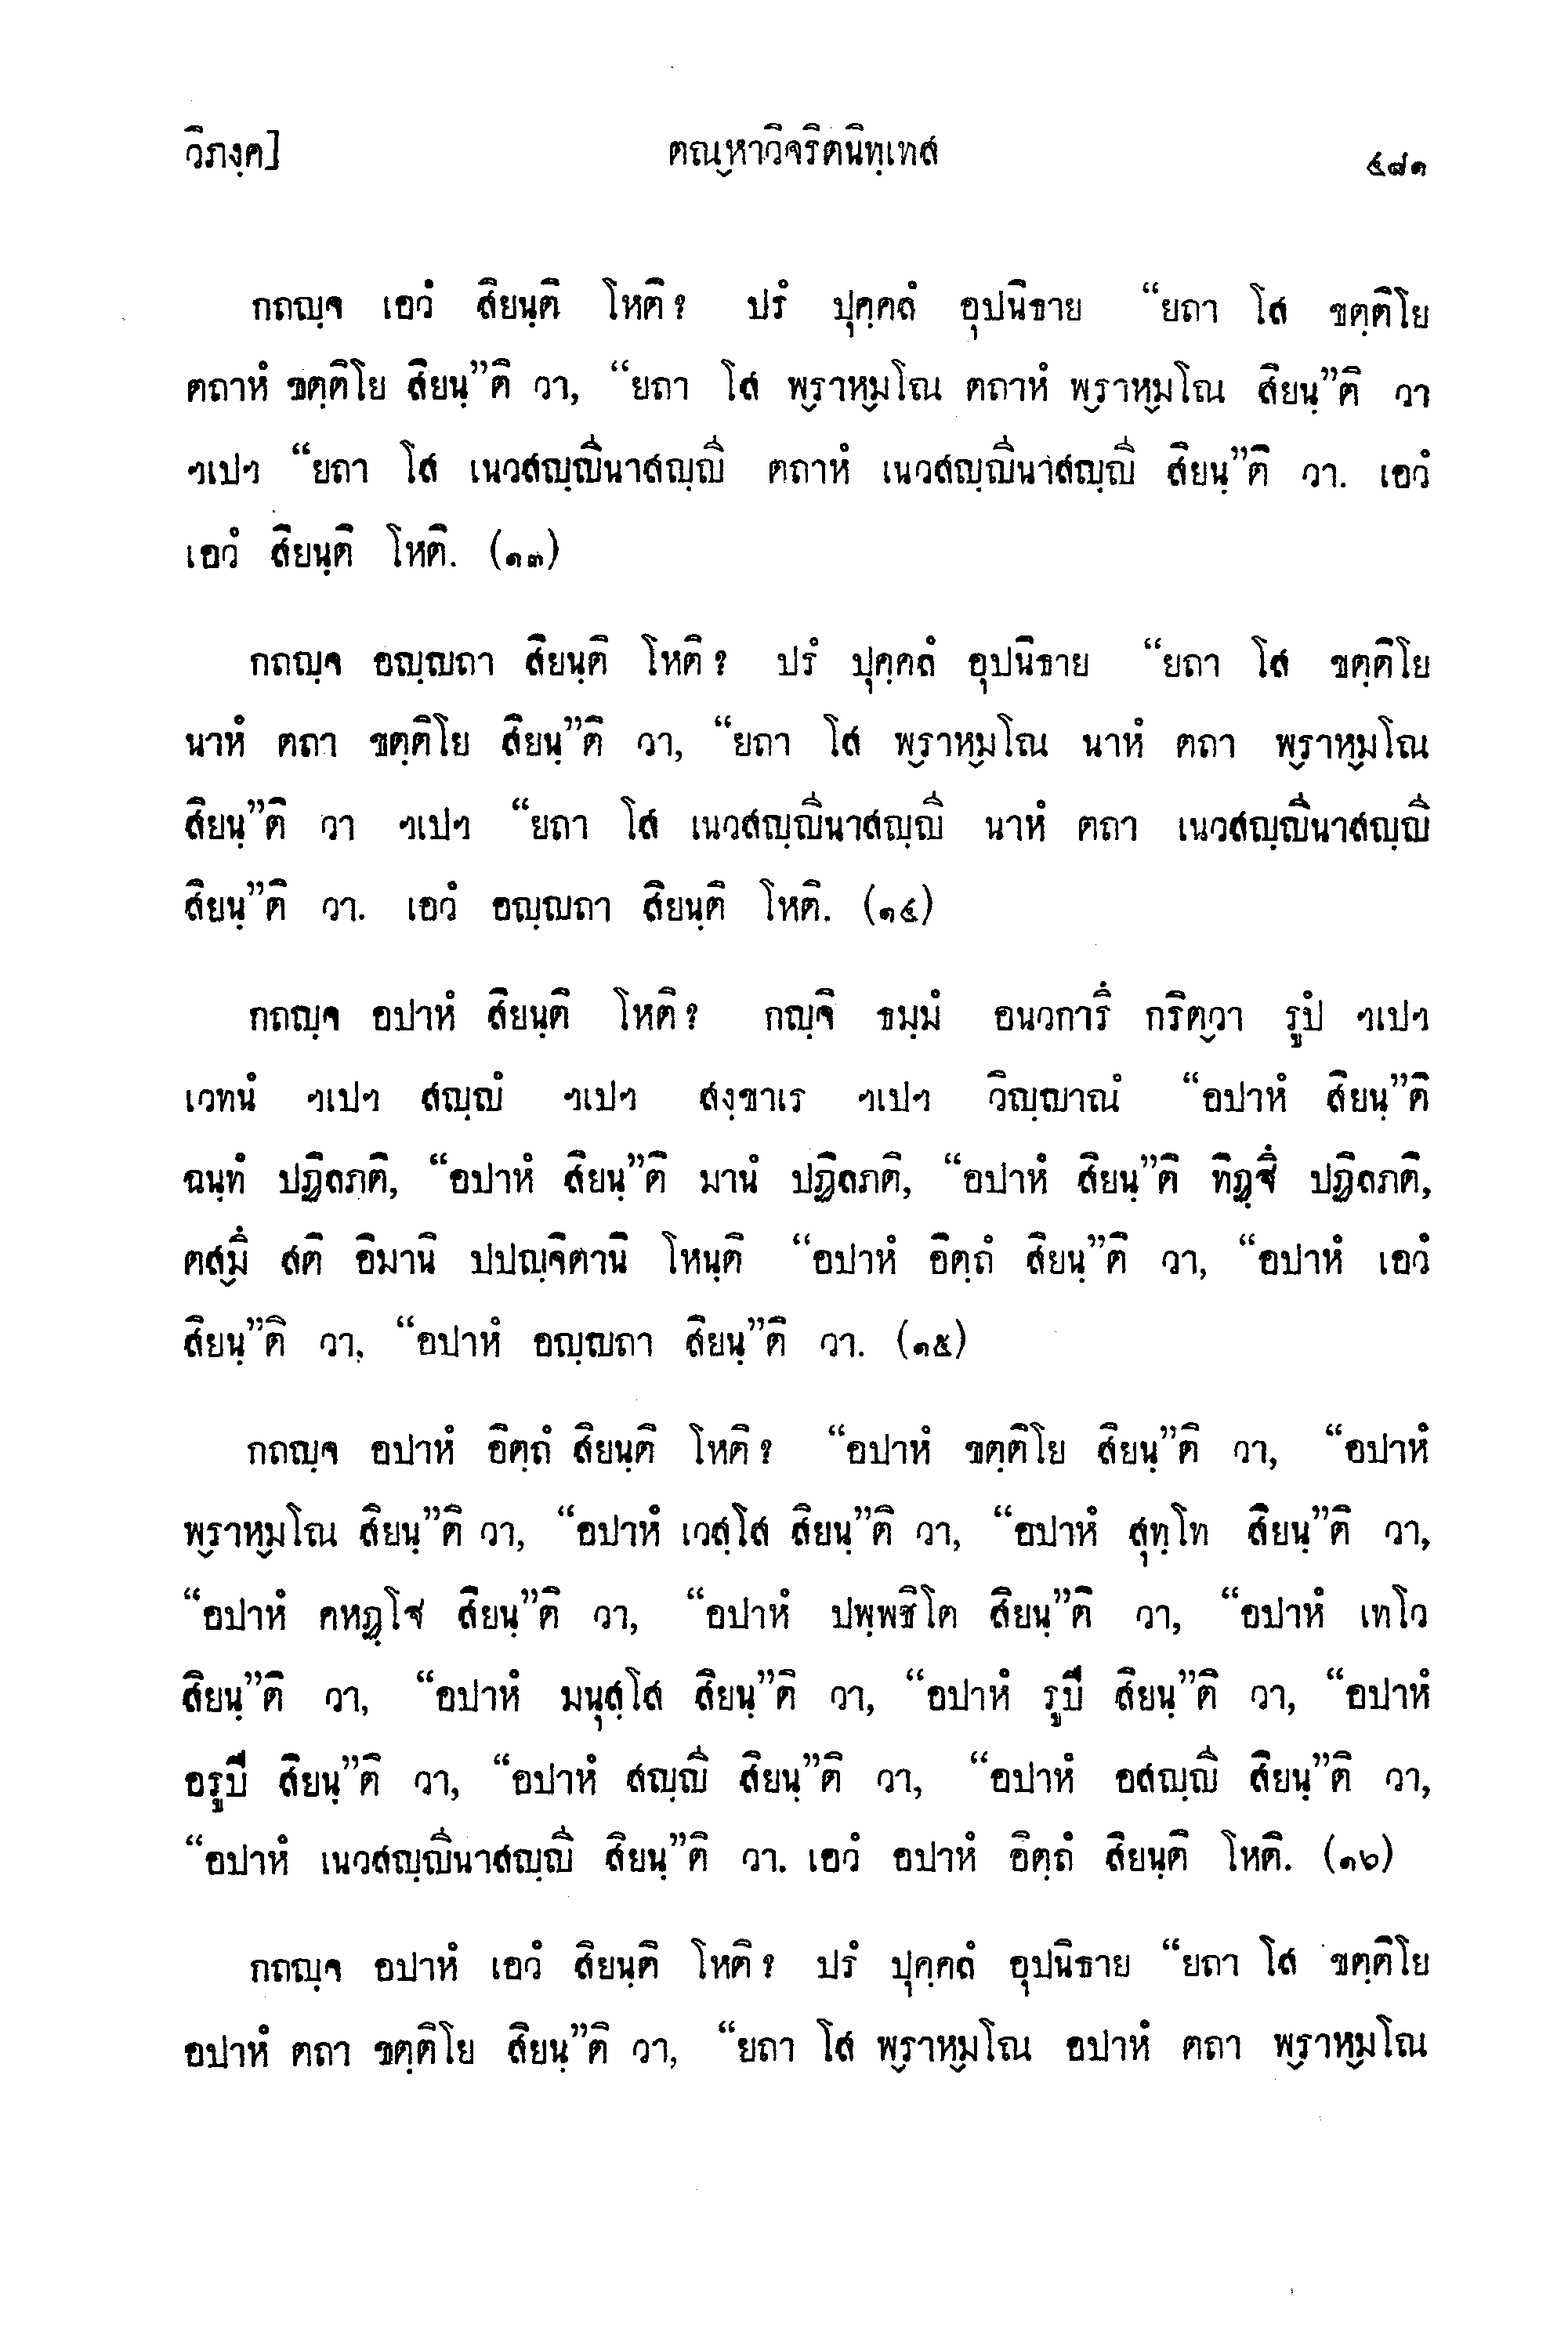 วิภงฺค]
ตณฺหาวิจริตนิทฺเทส
๔๘๑
กถญฺจ เอวํ สิยนฺติ โหติ? ปรํ ปุคฺคลํ อุปนิธาย “ยถา โส ขตฺติโย
ตถาหํ ขตฺติโย สิยนฺ”ติ วา, “ยถา โส พฺราหฺมโณ ตถาหํ พฺราหฺมโณ สิยนฺ”ติ วา
ฯเปฯ “ยถา โส เนวสญฺญึนาสญฺญึ ตถาหํ เนวสญฺญึนาสญฺญึ สิยนฺ”ติ วา. เอวํ
เอวํ สิยนฺติ โหติ. (๑๓)
กถญฺจ อญฺญถา สิยนฺติ โหติ? ปรํ ปุคฺคลํ อุปนิธาย “ยถา โส ขตฺติโย
นาหํ ตถา ขตฺติโย สิยนฺ”ติ วา, “ยถา โส พฺราหฺมโณ นาหํ ตถา พฺราหฺมโณ
สิยนฺ”ติ วา ฯเปฯ “ยถา โส เนวสญฺญึนาสญฺญึ นาหํ ตถา เนวสญฺญึนาสญฺญึ
สิยนฺ”ติ วา. เอวํ อญฺญถา สิยนฺติ โหติ. (๑๔)
กถญฺจ อปาหํ สิยนฺติ โหติ? กญฺจิ ธมฺมํ อนวการึ กริตฺวา รูปํ ฯเปฯ
เวทนํ ฯเปฯ สญฺญํ ฯเปฯ สงฺขาเร ฯเปฯ วิญฺญาณํ “อปาหํ สิยนฺ”ติ
ฉนฺทํ ปฏิลภติ, “อปาหํ สิยนฺ”ติ มานํ ปฏิลภติ, “อปาหํ สิยนฺ”ติ ทิฏฺฐึ ปฏิลภติ,
ตสฺมึ สติ อิมานิ ปปญฺจิตานิ โหนฺติ “อปาหํ อิตฺถํ สิยนฺ”ติ วา, “อปาหํ เอวํ
สิยนฺ”ติ วา, “อปาหํ อญฺญถา สิยนฺ”ติ วา. (๑๕)
กถญฺจ อปาหํ อิตฺถํ สิยนฺติ โหติ? “อปาหํ ขตฺติโย สิยนฺ”ติ วา, “อปาหํ
พฺราหฺมโณ สิยนฺ”ติ วา, “อปาหํ เวสฺโส สิยนฺ”ติ วา, “อปาหํ สุทฺโท สิยนฺ”ติ วา,
“อปาหํ คหฏฺโฐ สิยนฺ”ติ วา, “อปาหํ ปพฺพชิโต สิยนฺ”ติ วา, “อปาหํ เทโว
สิยนฺ”ติ วา, “อปาหํ มนุสฺโส สิยนฺ”ติ วา, “อปาหํ รูปี สิยนฺ”ติ วา, “อปาหํ
อรูปี สิยนฺ”ติ วา, “อปาหํ สญฺญึ สิยนฺ”ติ วา, “อปาหํ อสญฺญึ สิยนฺ”ติ วา,
“อปาหํ เนวสญฺญึนาสญฺญึ สิยนฺ”ติ วา. เอวํ อปาหํ อิตฺถํ สิยนฺติ โหติ. (๑๖)
กถญฺจ อปาหํ เอวํ สิยนฺติ โหติ? ปรํ ปุคฺคลํ อุปนิธาย “ยถา โส ขตฺติโย
อปาหํ ตถา ขตฺติโย สิยนฺ”ติ วา, “ยถา โส พฺราหฺมโณ อปาหํ ตถา พฺราหฺมโณ